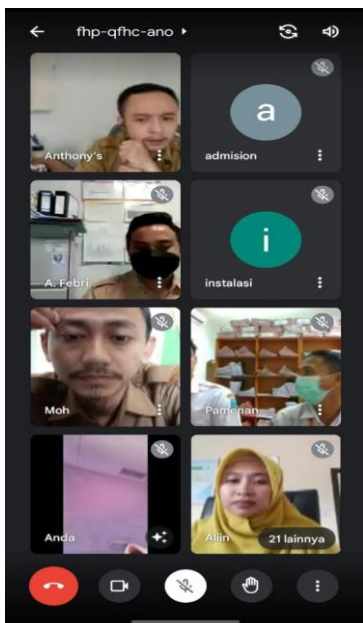 fhp-qfhc-ano
a
Anthony's
admision
i
A. Febri
instalasi
Moh
Pamenan
Anda
Aliin
21 lainnya